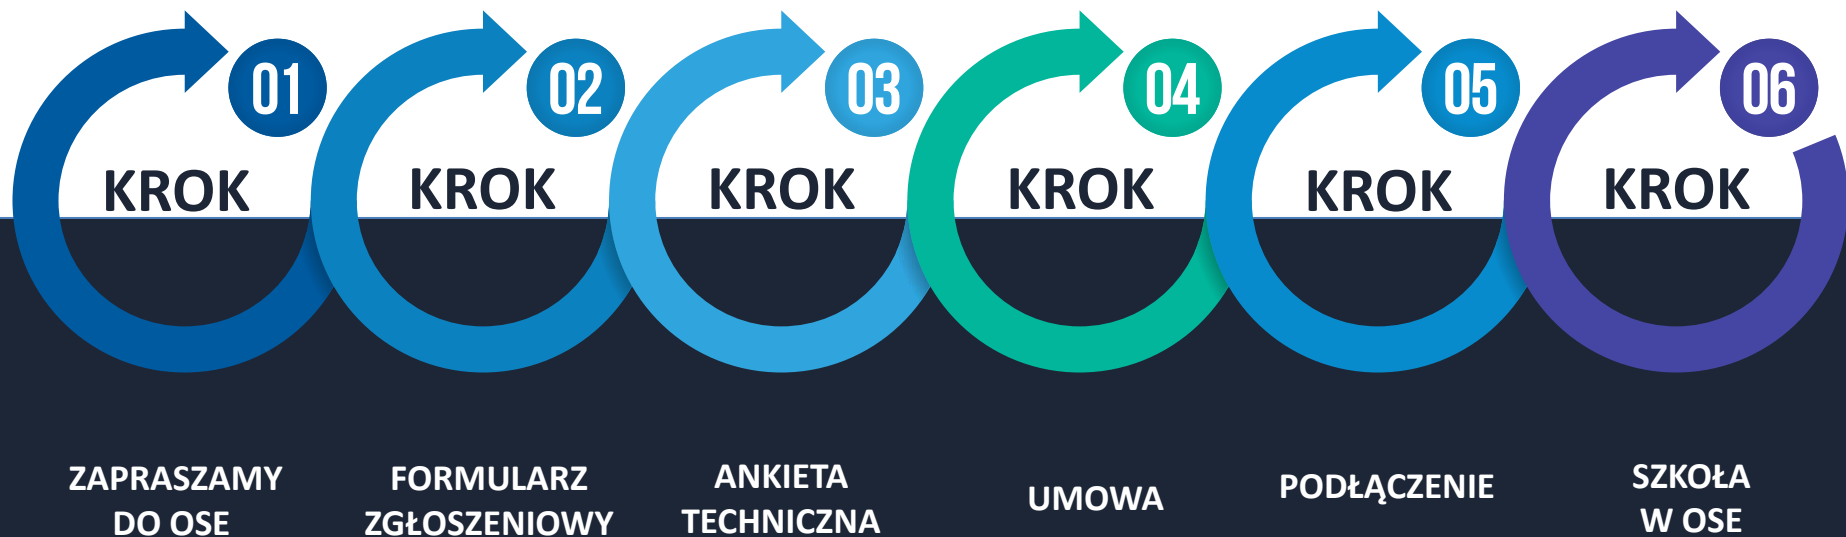 01
KROK
ZAPRASZAMY
DO OSE
02
KROK
FORMULARZ
ZGŁOSZENIOWY
03
KROK
ANKIETA
TECHNICZNA
04
KROK
UMOWA
05
KROK
PODŁĄCZENIE
06
KROK
SZKOŁA
W OSE